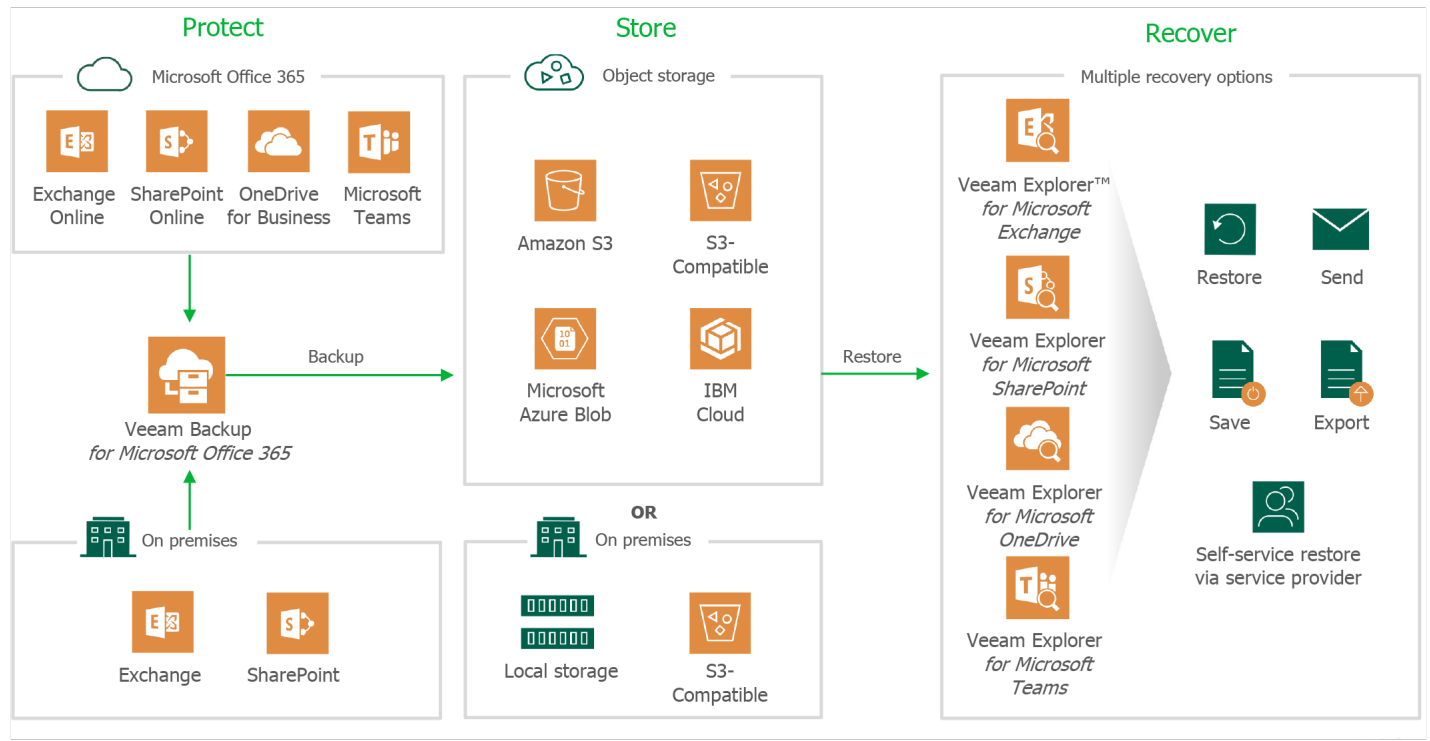 Protect
Microsoft Office 365
Exchange
Online
SharePoint
Online
OneDrive
for Business
Microsoft
Teams
Veeam Backup
for Microsoft Office 365
On premises
Exchange
SharePoint
Backup
Store
Object storage
Amazon S3
S3-
Compatible
10
01
Microsoft
Azure Blob
IBM
Cloud
OR
On premises
Local storage
S3-
Compatible
Restore
Recover
Multiple recovery options
Veeam Explorer™
for Microsoft
Exchange
Veeam Explorer
for Microsoft
SharePoint
Veeam Explorer
for Microsoft
OneDrive
Veeam Explorer
for Microsoft
Teams
Restore
Send
Save
Export
Self-service restore
via service provider